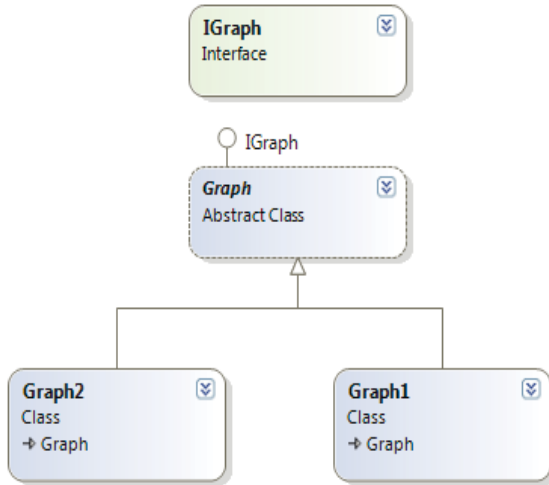 IGraph
Interface
IGraph
Graph
Abstract Class
Graph2
Class
Graph
Graph1
Class
Graph